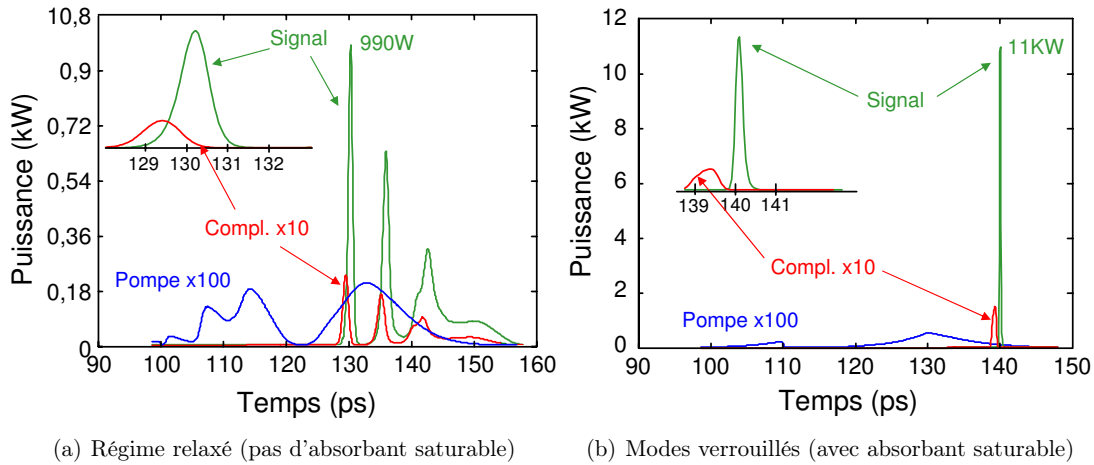 10,8
0,9
0,72
0,54
0,36
0,18
0
Puissance (kW)
90 100 110 120 130 140 150 160
Temps (ps)
Signal
990W
129 130 131 132
Compl. x10
Pompe x100
(a) Régime relaxé (pas d'absorbant saturable)
12
10
8
6
4
2
0
Puissance (kW)
90 100 110 120 130 140 150
Temps (ps)
11KW
Signal
139 140 141
Compl. x10
Pompe x100
(b) Modes verrouillés (avec absorbant saturable)